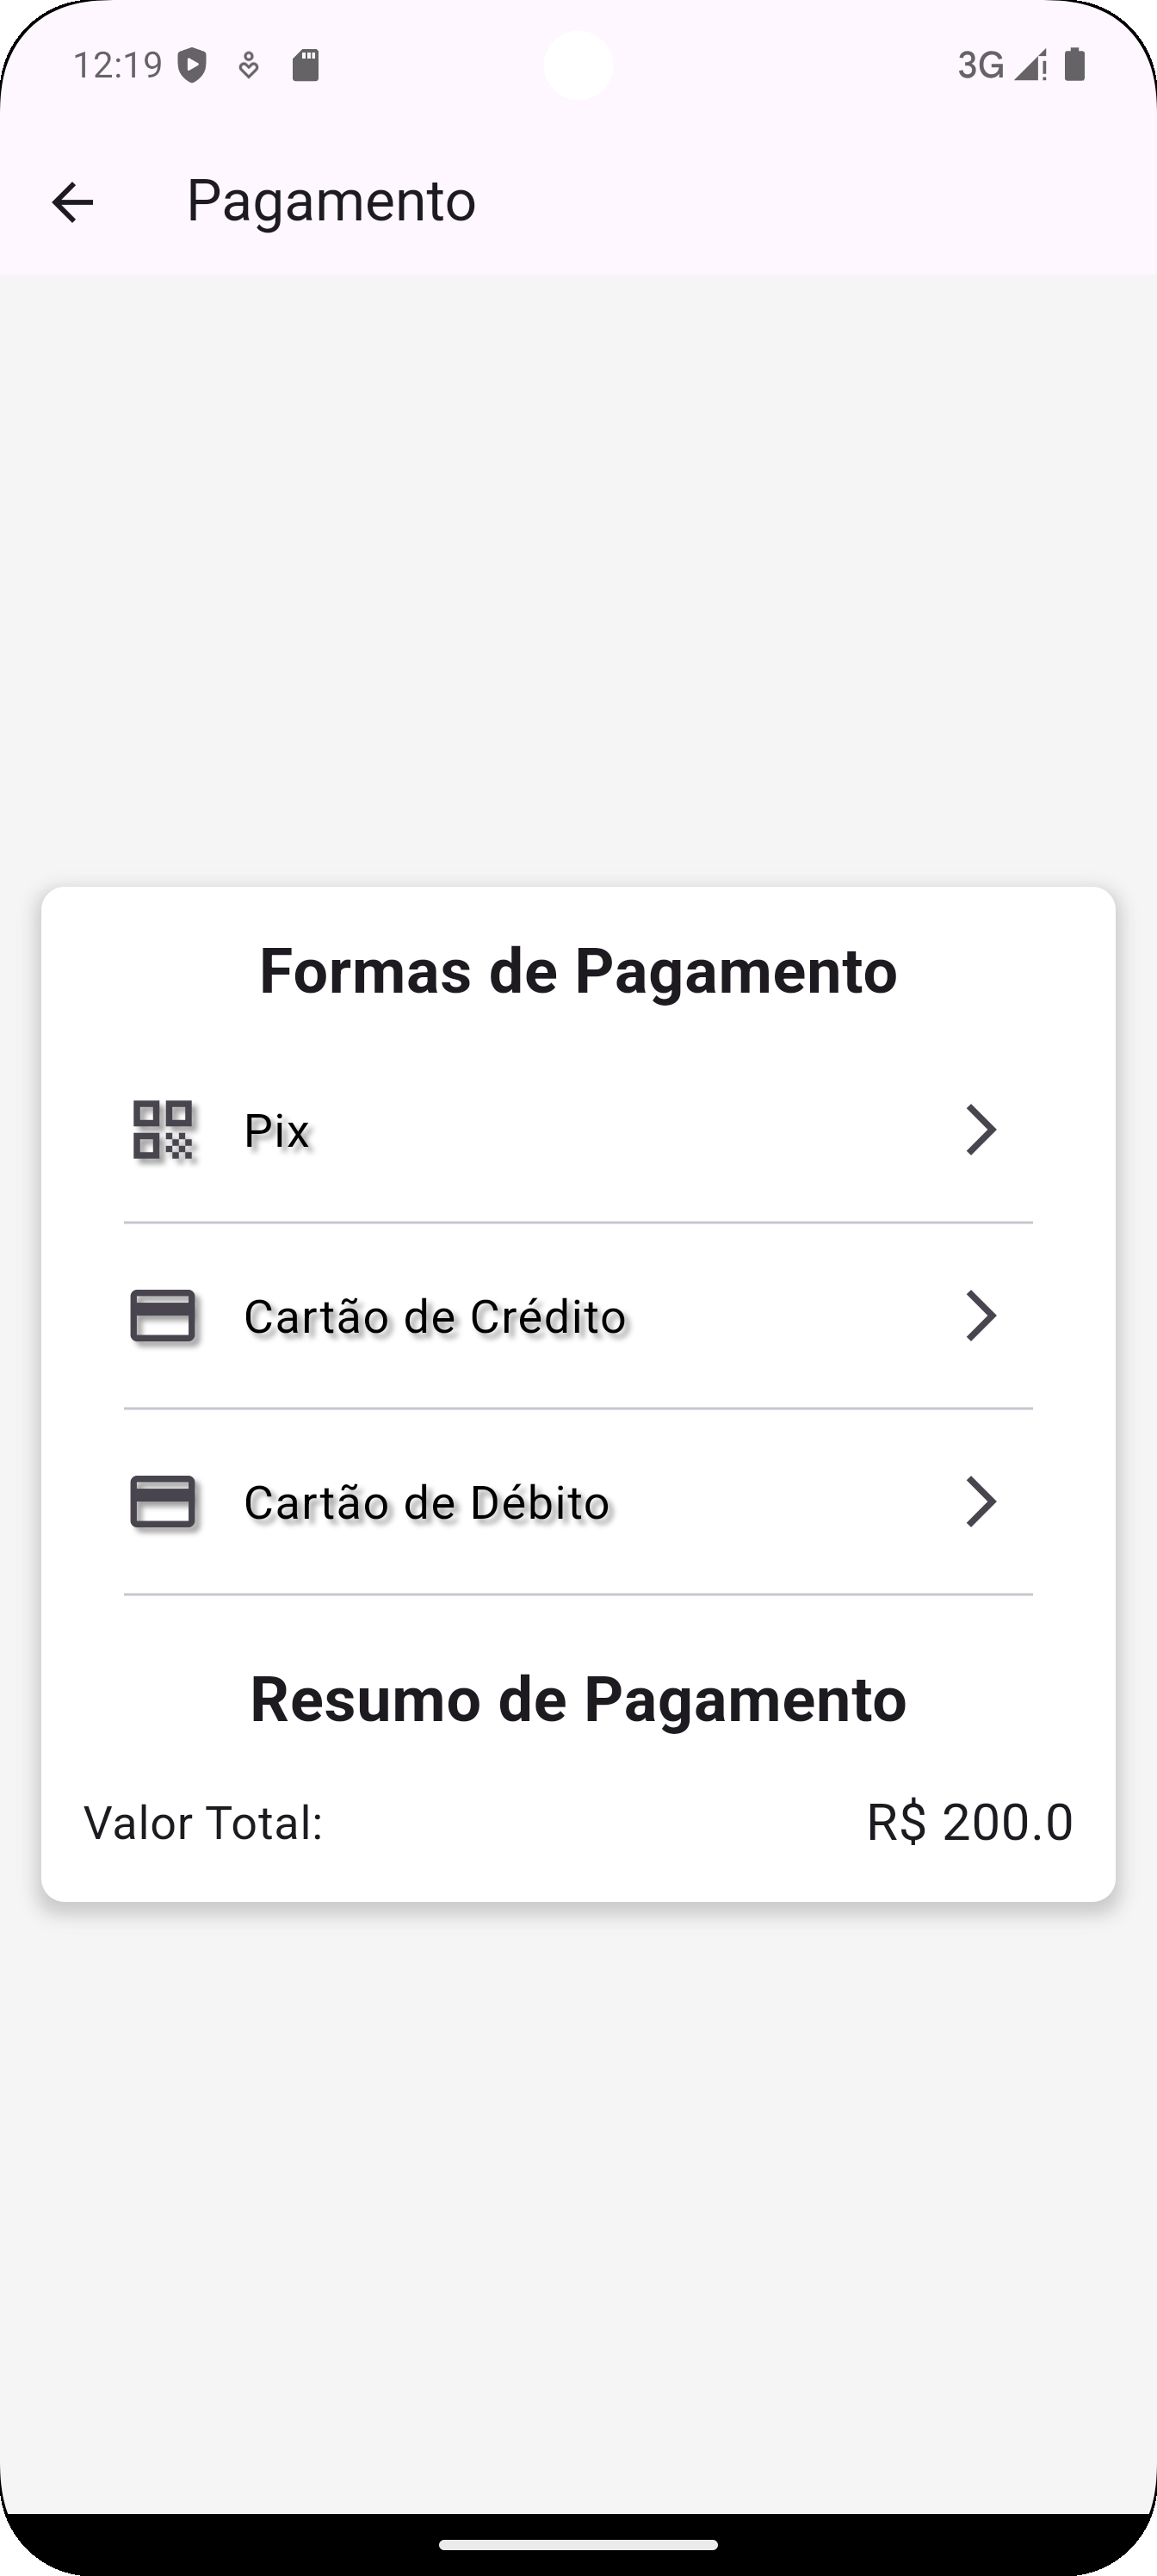 12:19
3G
Pagamento
Formas de Pagamento
Pix
Cartão de Crédito
Cartão de Débito
Resumo de Pagamento
Valor Total:
R$ 200.0